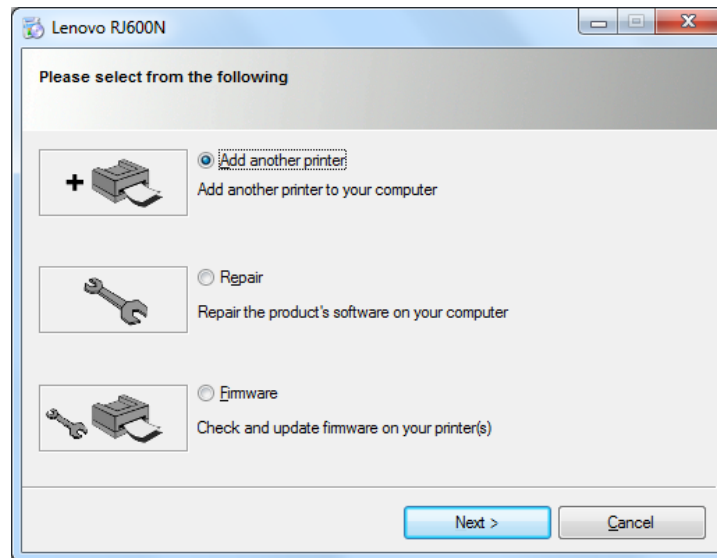 Lenovo RJ600N
Please select from the following
Add another printer
Add another printer to your computer
Repair
Repair the product's software on your computer
Firmware
Check and update firmware on your printer(s)
Next >
Cancel